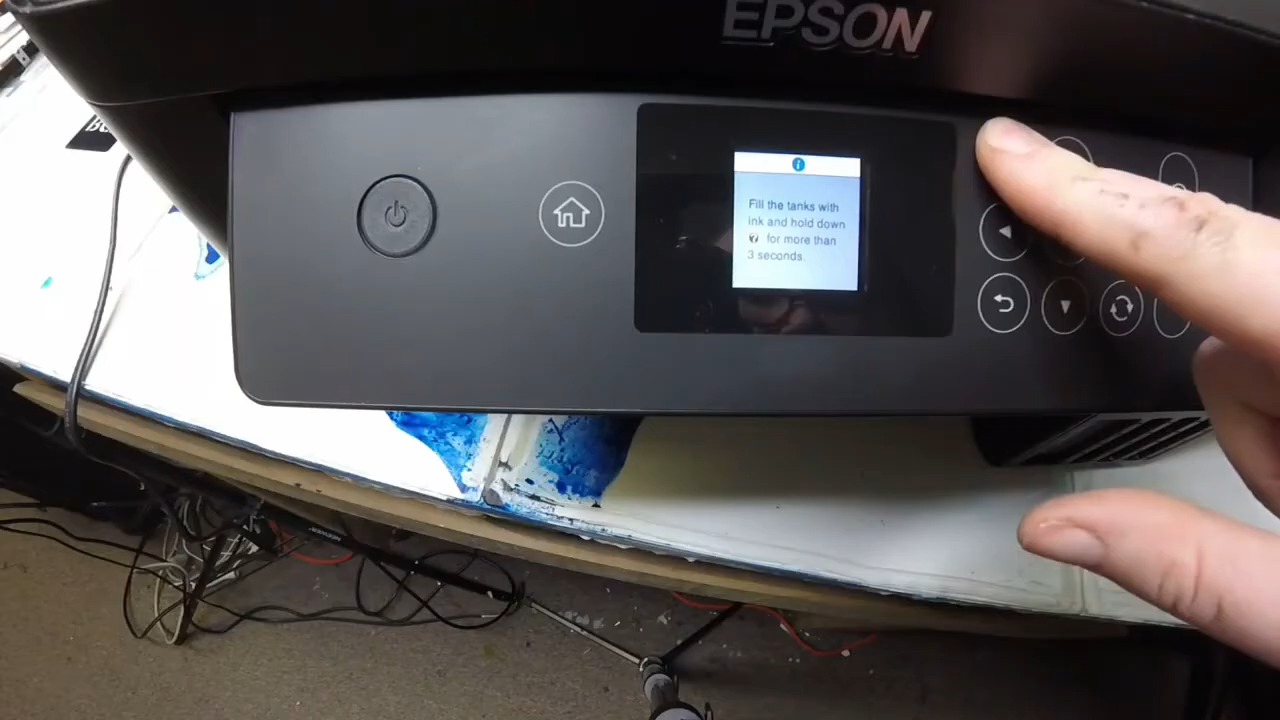 EPSON
i
Fill the tanks with
ink and hold down
? for more than
3 seconds.